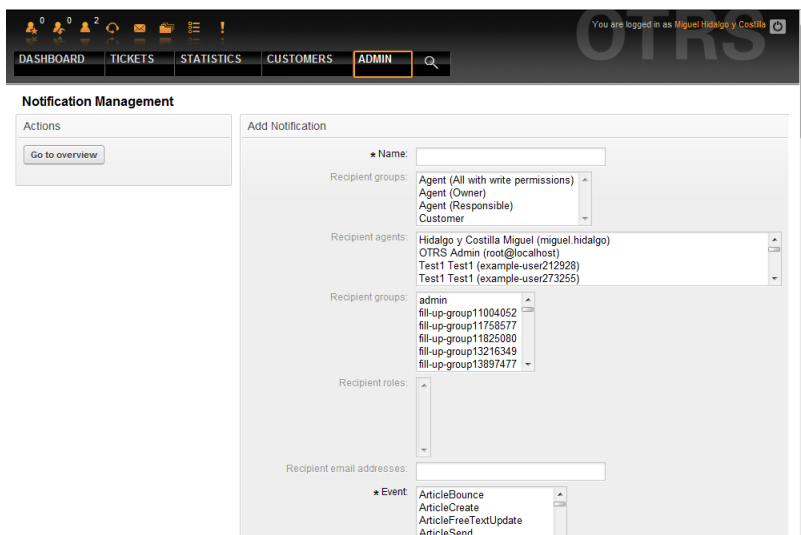 0 0 2
You are logged in as Miguel Hidalgo y Costilla
OTRS
DASHBOARD TICKETS STATISTICS CUSTOMERS ADMIN
Notification Management
Actions
Go to overview
Add Notification
★ Name:
Recipient groups:
Agent (All with write permissions)
Agent (Owner)
Agent (Responsible)
Customer
Recipient agents:
Hidalgo y Costilla Miguel (miguel.hidalgo)
OTRS Admin (root@localhost)
Test1 Test1 (example-user212928)
Test1 Test1 (example-user273255)
Recipient groups:
admin
fill-up-group11004052
fill-up-group11758577
fill-up-group11825080
fill-up-group13216349
fill-up-group13897477
Recipient roles:
Recipient email addresses:
★ Event:
ArticleBounce
ArticleCreate
ArticleFreeTextUpdate
ArticleSend